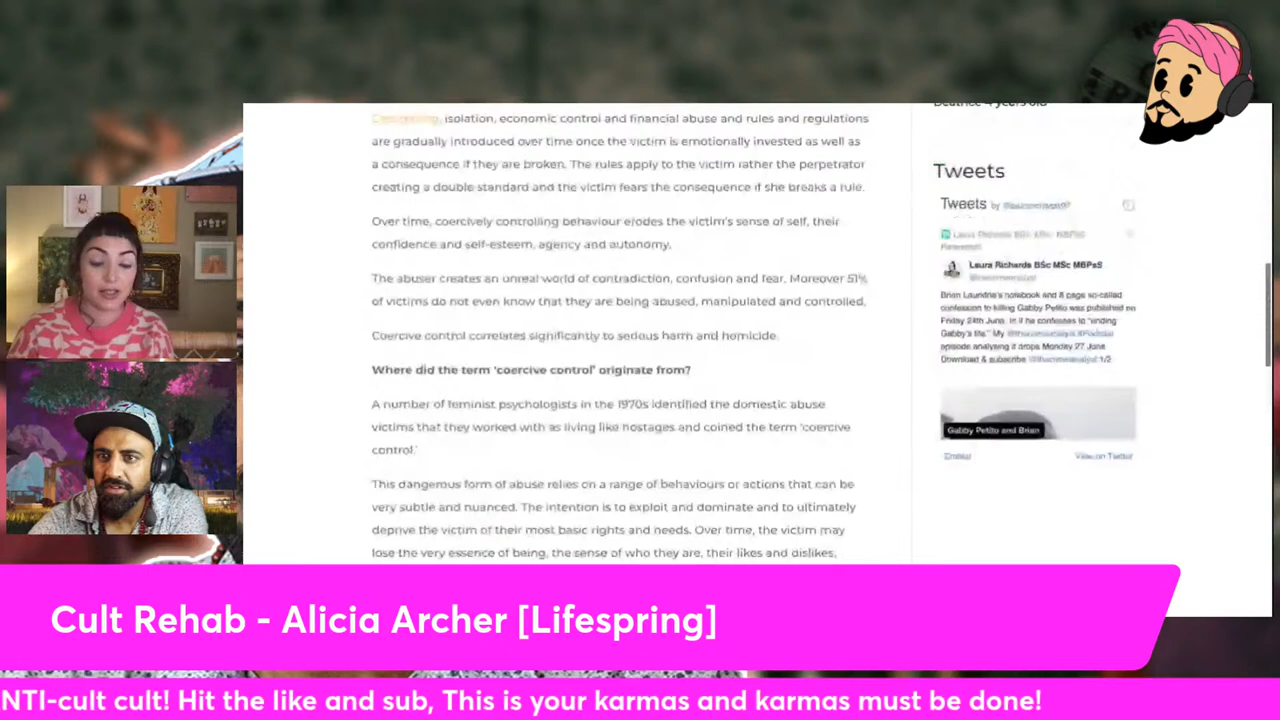 isolation, economic control and financial abuse and rules and regulations
are gradually introduced over time once the victim is emotionally invested as well as
a consequence if they are broken. The rules apply to the victim rather the perpetrator
creating a double standard and the victim fears the consequence if she breaks a rule.
Over time, coercively controlling behaviour erodes the victim's sense of self, their
confidence and self-esteem, agency and autonomy.
The abuser creates an unreal world of contradiction, confusion and fear. Moreover 51%
of victims do not even know that they are being abused, manipulated and controlled.
Coercive control correlates significantly to serious harm and homicide.
Where did the term 'coercive control' originate from?
A number of feminist psychologists in the 1970s identified the domestic abuse
victims that they worked with as living like hostages and coined the term 'coercive
control.'
This dangerous form of abuse relies on a range of behaviours or actions that can be
very subtle and nuanced. The intention is to exploit and dominate and to ultimately
deprive the victim of their most basic rights and needs. Over time, the victim may
lose the very essence of being, the sense of who they are, their likes and dislikes,
Tweets
Tweets by
Laura Richards BSc MSc MBPsS
Laura Richards BSc MSc MBPsS
Brian Laundrie's notebook and 8 page so-called
confession to killing Gabby Petito was published on
Friday 24th June. In it he confesses to "ending
Gabby's life." My
episode analysing it drops Monday 27 June
Download & subscribe 1/2
Gabby Petito and Brian
Embed
View on Twitter
Cult Rehab - Alicia Archer [Lifespring]
NTI-cult cult! Hit the like and sub, This is your karmas and karmas must be done!